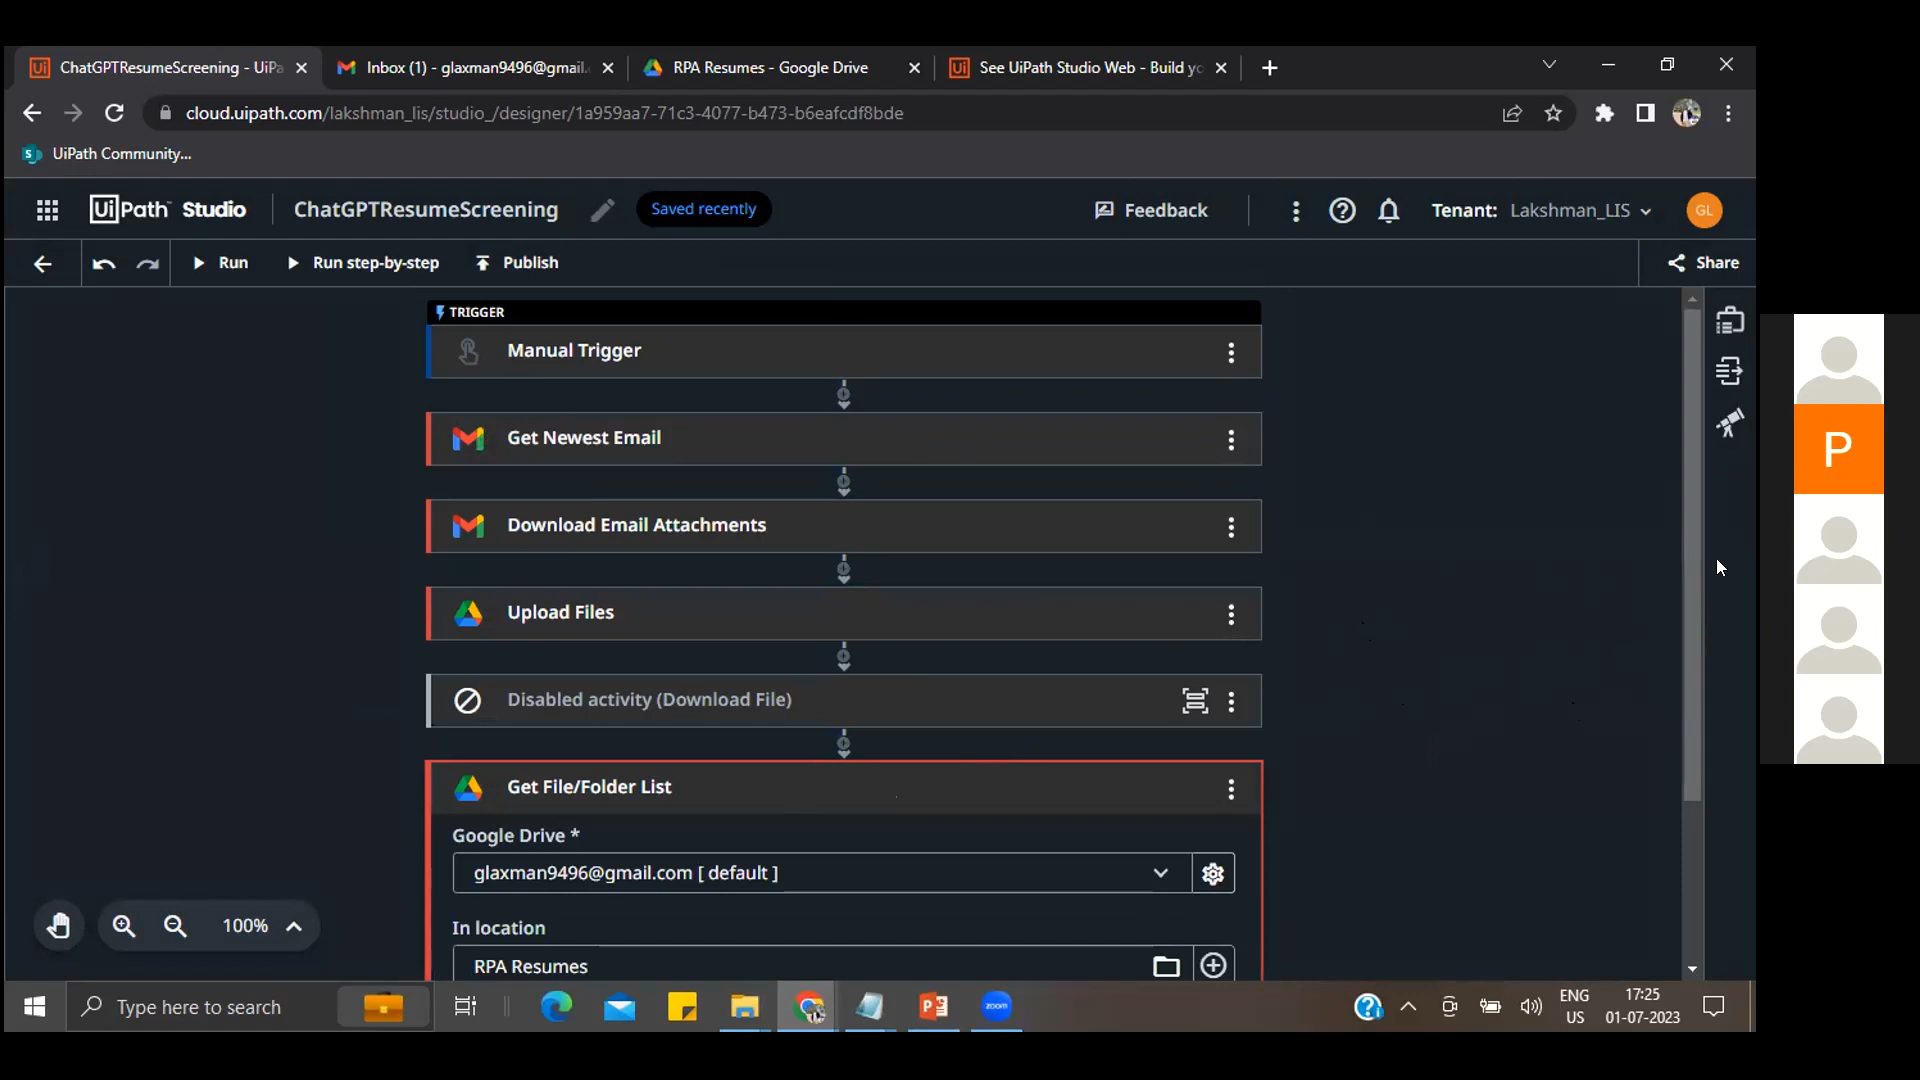 ChatGPTResumeScreening - UiPa
Inbox (1) - glaxman9496@gmail.
RPA Resumes - Google Drive
See UiPath Studio Web - Build yo
cloud.uipath.com/lakshman_lis/studio_/designer/1a959aa7-71c3-4077-b473-b6eafcdf8bde
S UiPath Community...
UiPath Studio
ChatGPTResumeScreening
Saved recently
Feedback
Tenant: Lakshman_LIS
GL
Run
Run step-by-step
Publish
Share
TRIGGER
Manual Trigger
Get Newest Email
Download Email Attachments
Upload Files
Disabled activity (Download File)
Get File/Folder List
Google Drive *
glaxman9496@gmail.com [ default ]
In location
RPA Resumes
100%
P
Type here to search
zoom
ENG
US
17:25
01-07-2023